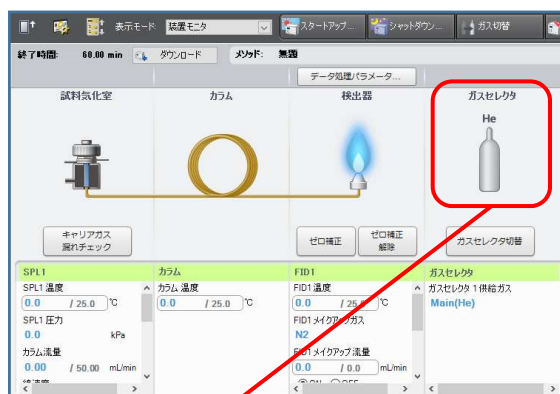 表示モード 装置モニタ スタートアップ... シャットダウン... ガス切替
終了時間: 60.00 min ダウンロード メソッド: 無題
データ処理パラメータ...
試料気化室 カラム 検出器 ガスセレクタ
He
キャリアガス
漏れチェック
ゼロ補正 ゼロ補正
解除
ガスセレクタ切替
SPL1 カラム FID1 ガスセレクタ
SPL1 温度 カラム 温度 FID1 温度 ガスセレクタ 1 供給ガス
0.0 / 25.0 ℃ 0.0 / 25.0 ℃ 0.0 / 25.0 ℃ Main(He)
SPL1 圧力 FID1 メイクアップガス
0.0 kPa N2
カラム流量 FID1 メイクアップ流量
0.00 / 50.00 mL/min 0.0 / 0.0 mL/min